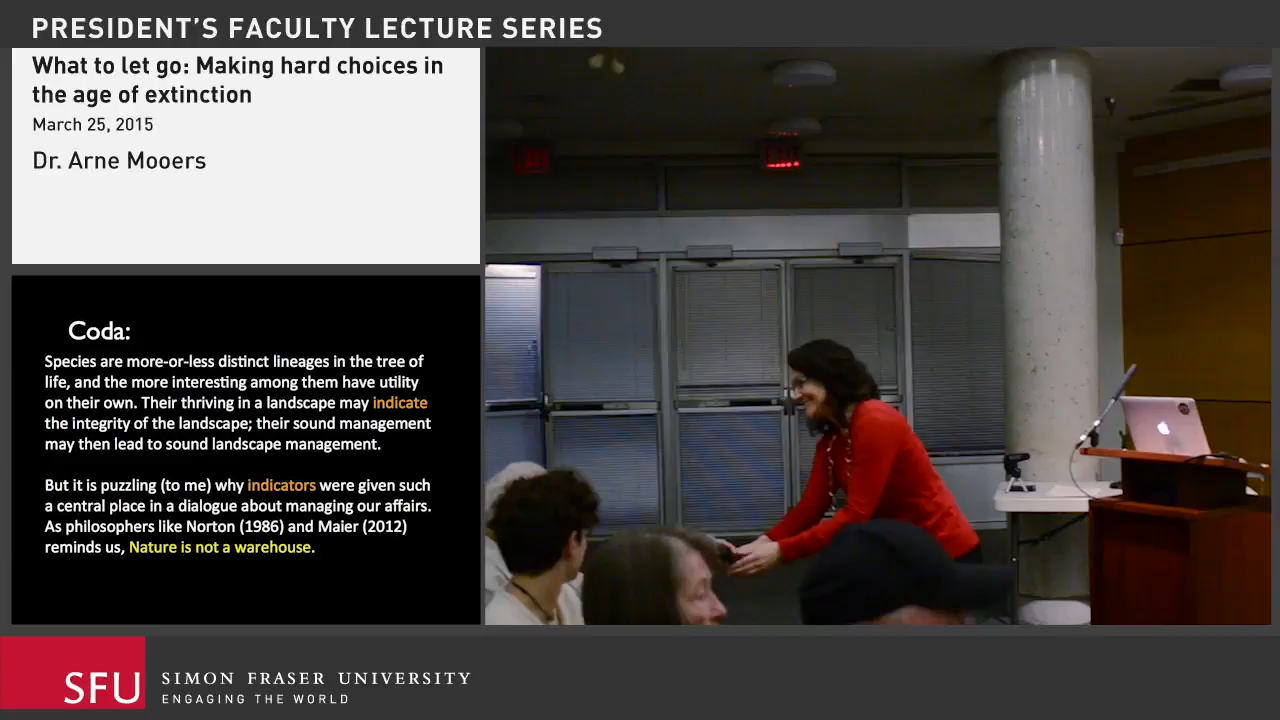 PRESIDENT'S FACULTY LECTURE SERIES
What to let go: Making hard choices in
the age of extinction
March 25, 2015
Dr. Arne Mooers
Coda:
Species are more-or-less distinct lineages in the tree of
life, and the more interesting among them have utility
on their own. Their thriving in a landscape may indicate
the integrity of the landscape; their sound management
may then lead to sound landscape management.
But it is puzzling (to me) why indicators were given such
a central place in a dialogue about managing our affairs.
As philosophers like Norton (1986) and Maier (2012)
reminds us, Nature is not a warehouse.
SFU
SIMON FRASER UNIVERSITY
ENGAGING THE WORLD